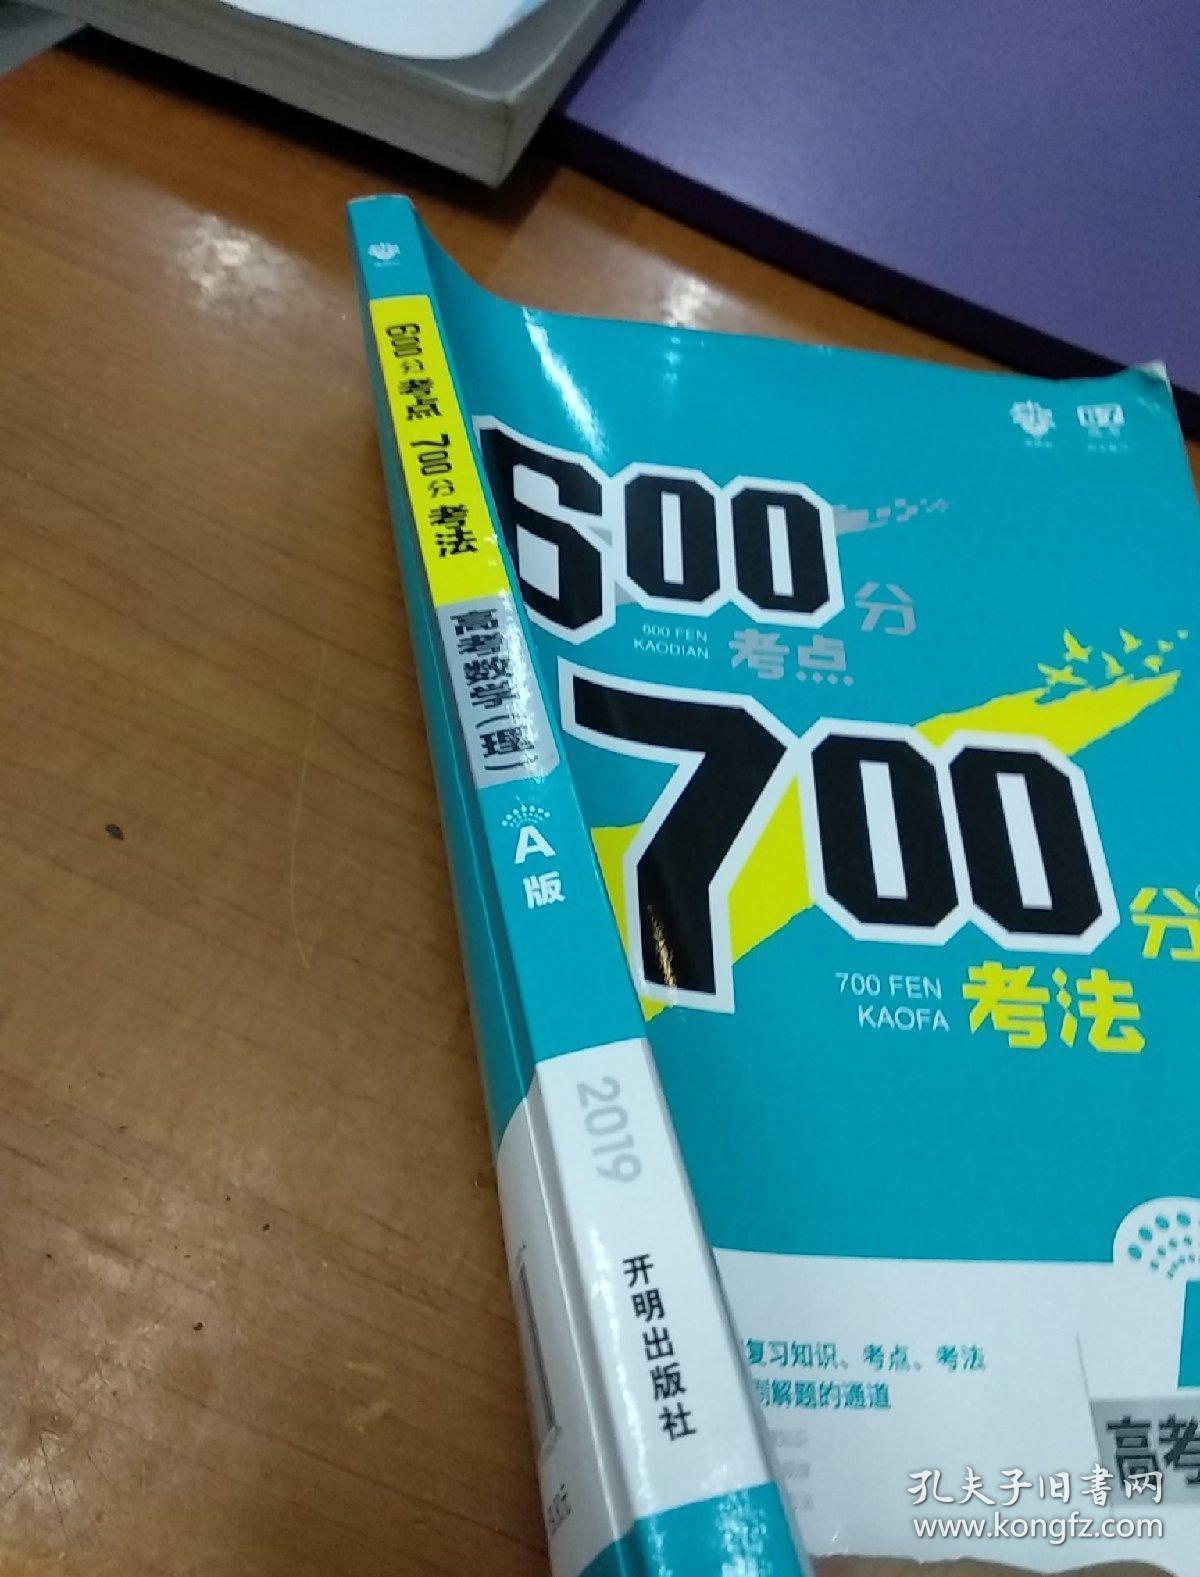 600分考点 700分考法
高考数学(理)
A
版
2019
开明出版社
600
分
600 FEN
KAODIAN
考点
700
分
700 FEN
KAOFA
考法
复习知识、考点、考法
解题的通道
高考
孔夫子旧书网
www.kongfz.com